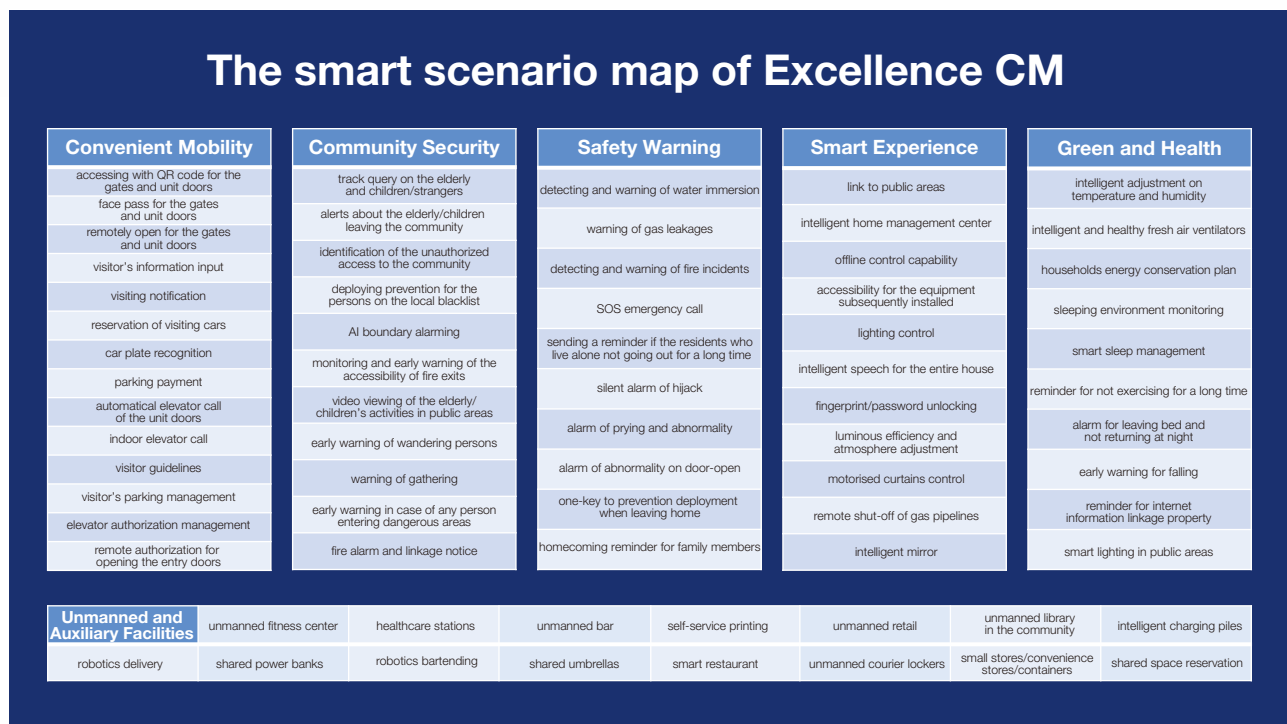 The smart scenario map of Excellence CM
Convenient Mobility
accessing with QR code for the
gates and unit doors
face pass for the gates
and unit doors
remotely open for the gates
and unit doors
visitor's information input
visiting notification
reservation of visiting cars
car plate recognition
parking payment
automatical elevator call
of the unit doors
indoor elevator call
visitor guidelines
visitor's parking management
elevator authorization management
remote authorization for
opening the entry doors
Community Security
track query on the elderly
and children/strangers
alerts about the elderly/children
leaving the community
identification of the unauthorized
access to the community
deploying prevention for the
persons on the local blacklist
AI boundary alarming
monitoring and early warning of the
accessibility of fire exits
video viewing of the elderly/
children's activities in public areas
early warning of wandering persons
warning of gathering
early warning in case of any person
entering dangerous areas
fire alarm and linkage notice
Safety Warning
detecting and warning of water immersion
warning of gas leakages
detecting and warning of fire incidents
SOS emergency call
sending a reminder if the residents who
live alone not going out for a long time
silent alarm of hijack
alarm of prying and abnormality
alarm of abnormality on door-open
one-key to prevention deployment
when leaving home
homecoming reminder for family members
Smart Experience
link to public areas
intelligent home management center
offline control capability
accessibility for the equipment
subsequently installed
lighting control
intelligent speech for the entire house
fingerprint/password unlocking
luminous efficiency and
atmosphere adjustment
motorised curtains control
remote shut-off of gas pipelines
intelligent mirror
Green and Health
intelligent adjustment on
temperature and humidity
intelligent and healthy fresh air ventilators
households energy conservation plan
sleeping environment monitoring
smart sleep management
reminder for not exercising for a long time
alarm for leaving bed and
not returning at night
early warning for falling
reminder for internet
information linkage property
smart lighting in public areas
Unmanned and
Auxiliary Facilities
unmanned fitness center
healthcare stations
unmanned bar
self-service printing
unmanned retail
unmanned library
in the community
intelligent charging piles
robotics delivery
shared power banks
robotics bartending
shared umbrellas
smart restaurant
unmanned courier lockers
small stores/convenience
stores/containers
shared space reservation